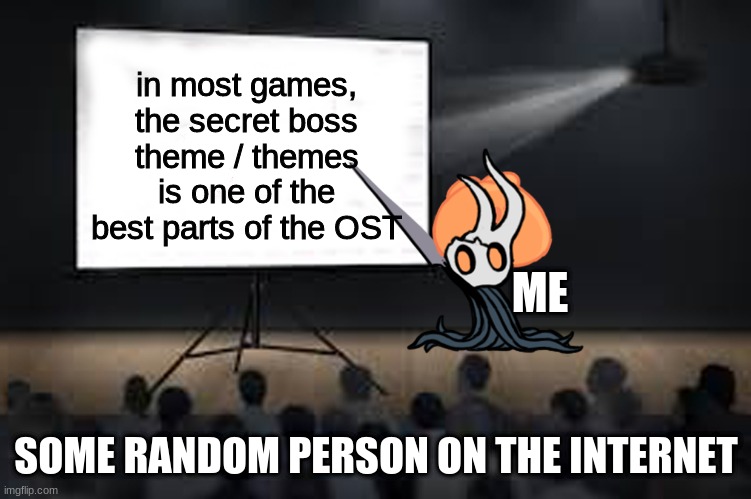 in most games,
the secret boss
theme / themes
is one of the
best parts of the OST
ME
SOME RANDOM PERSON ON THE INTERNET
imgflip.com